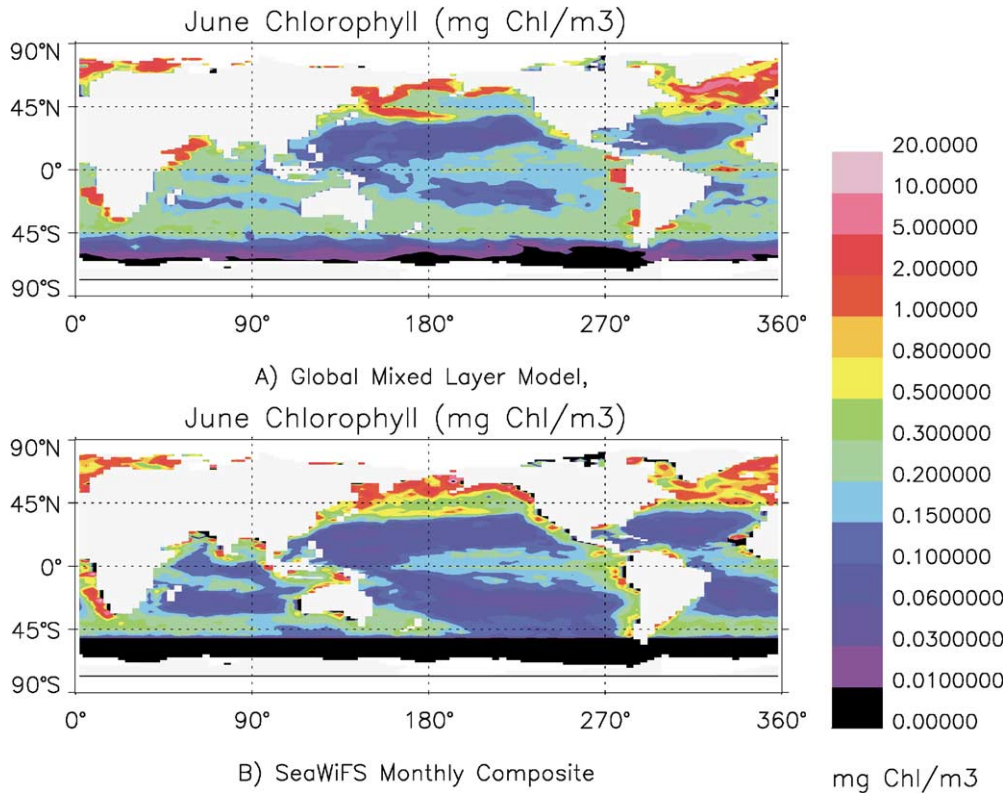 June Chlorophyll (mg Chl/m3)
90°N
45°N
0°
45°S
90°S
0° 90° 180° 270° 360°
A) Global Mixed Layer Model,
June Chlorophyll (mg Chl/m3)
90°N
45°N
0°
45°S
90°S
0° 90° 180° 270° 360°
B) SeaWiFS Monthly Composite
20.0000
10.0000
5.00000
2.00000
1.00000
0.800000
0.500000
0.300000
0.200000
0.150000
0.100000
0.0600000
0.0300000
0.0100000
0.00000
mg Chl/m3